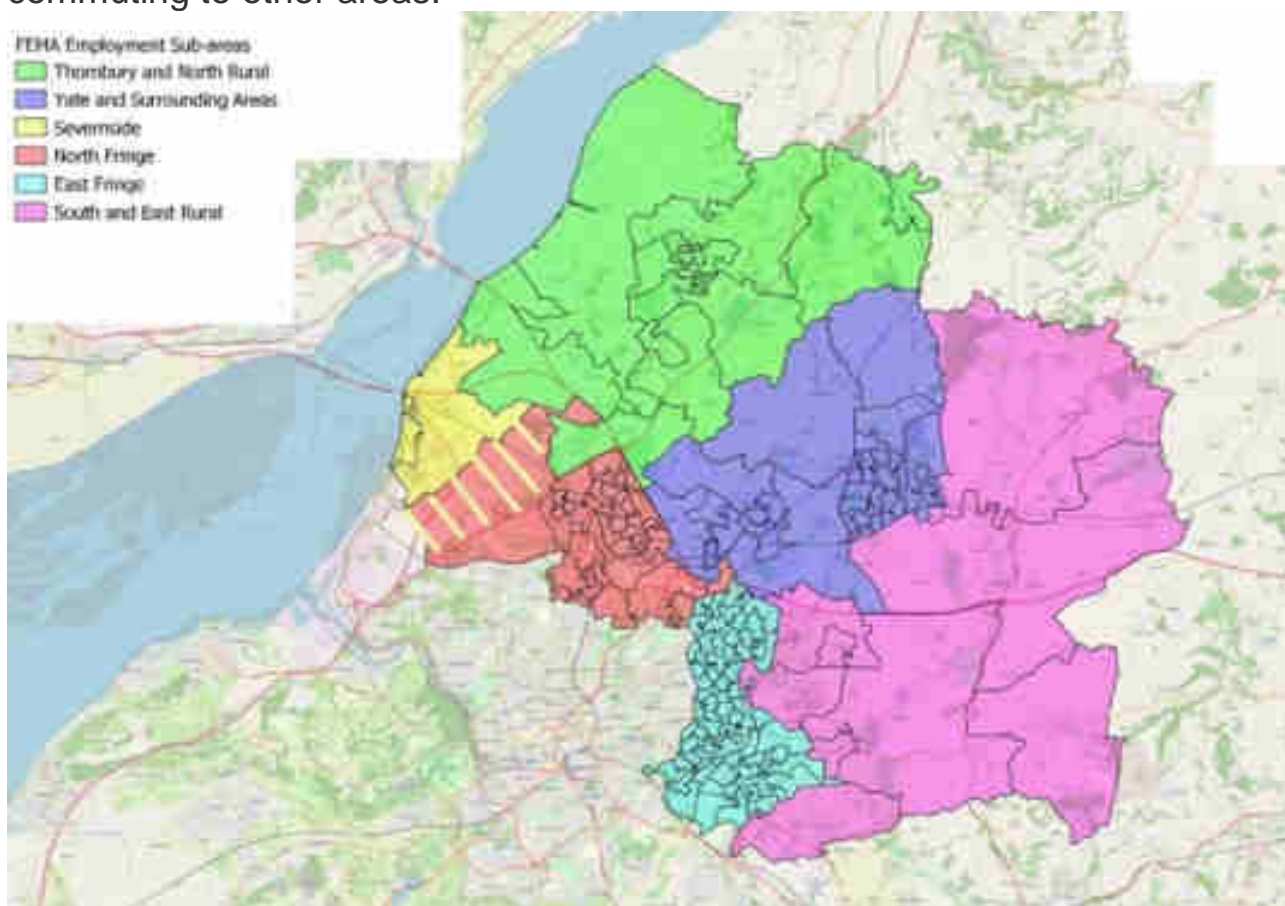 commuting to other areas.
FEHA Employment Sub-areas
Thornbury and North Rural
Yate and Surrounding Areas
Severnside
North Fringe
East Fringe
South and East Rural